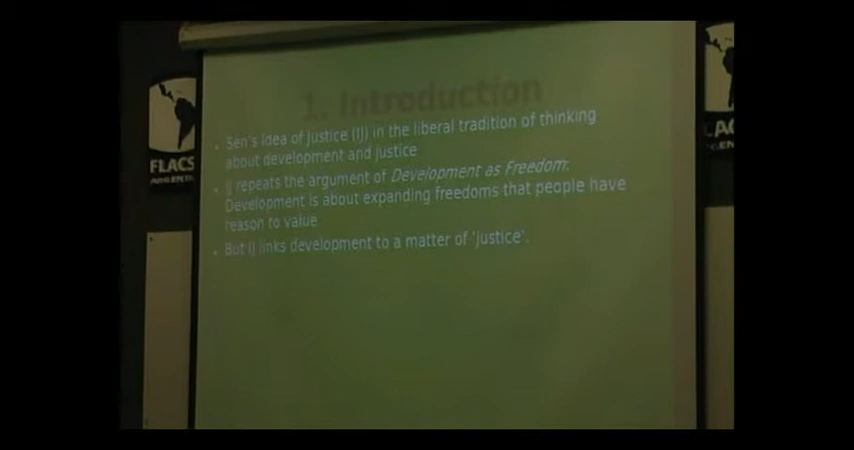 1. Introduction
Sen's Idea of Justice (IJ) in the liberal tradition of thinking
about development and justice
IJ repeats the argument of Development as Freedom:
Development is about expanding freedoms that people have
reason to value
But IJ links development to a matter of 'justice'.
FLACS
ARGENTI